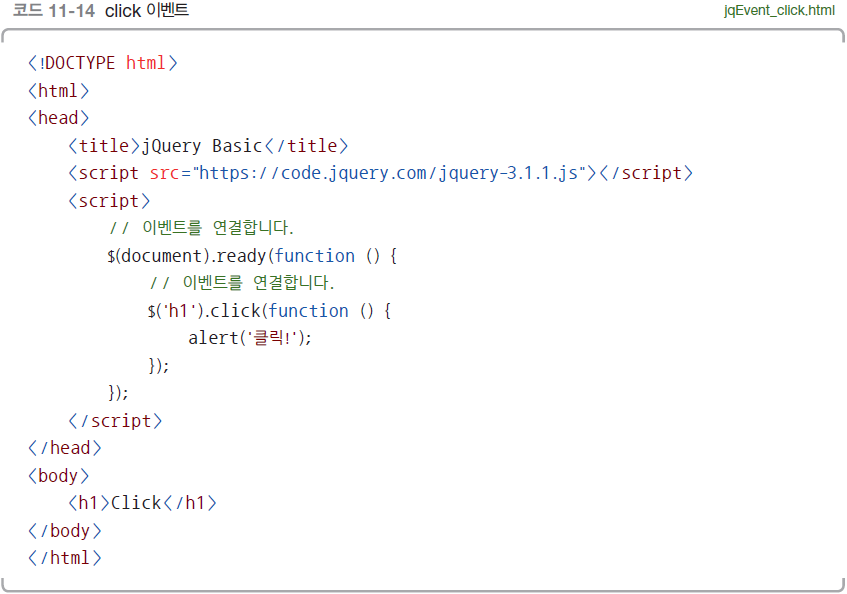 코드 11-14 click 이벤트
jqEvent_click.html
<!DOCTYPE html>
<html>
<head>
    <title>jQuery Basic</title>
    <script src="https://code.jquery.com/jquery-3.1.1.js"></script>
    <script>
        // 이벤트를 연결합니다.
        $(document).ready(function () {
            // 이벤트를 연결합니다.
            $('h1').click(function () {
                alert('클릭!');
            });
        });
    </script>
</head>
<body>
    <h1>Click</h1>
</body>
</html>